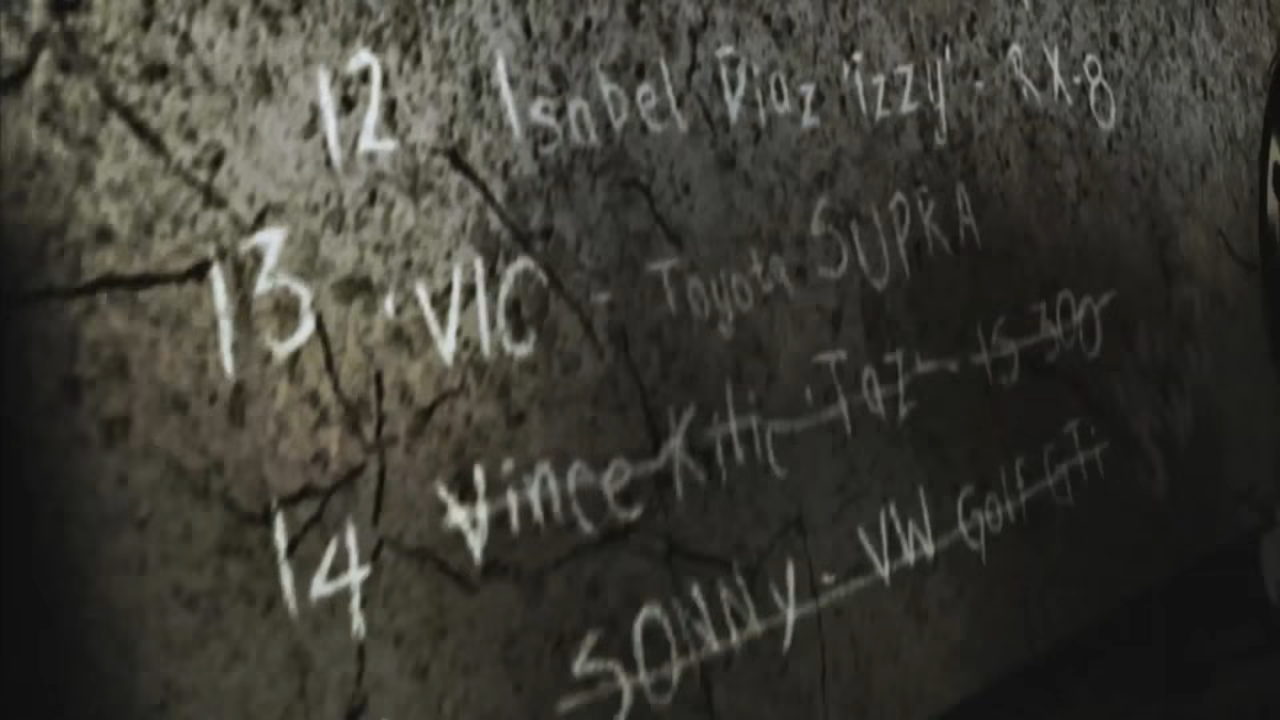 12 Isabel Diaz 'izzy' - RX-8
13 'VIC - Toyota SUPRA
14 Vince Kilic 'Taz' - IS 300
SONNY - VW Golf GTi